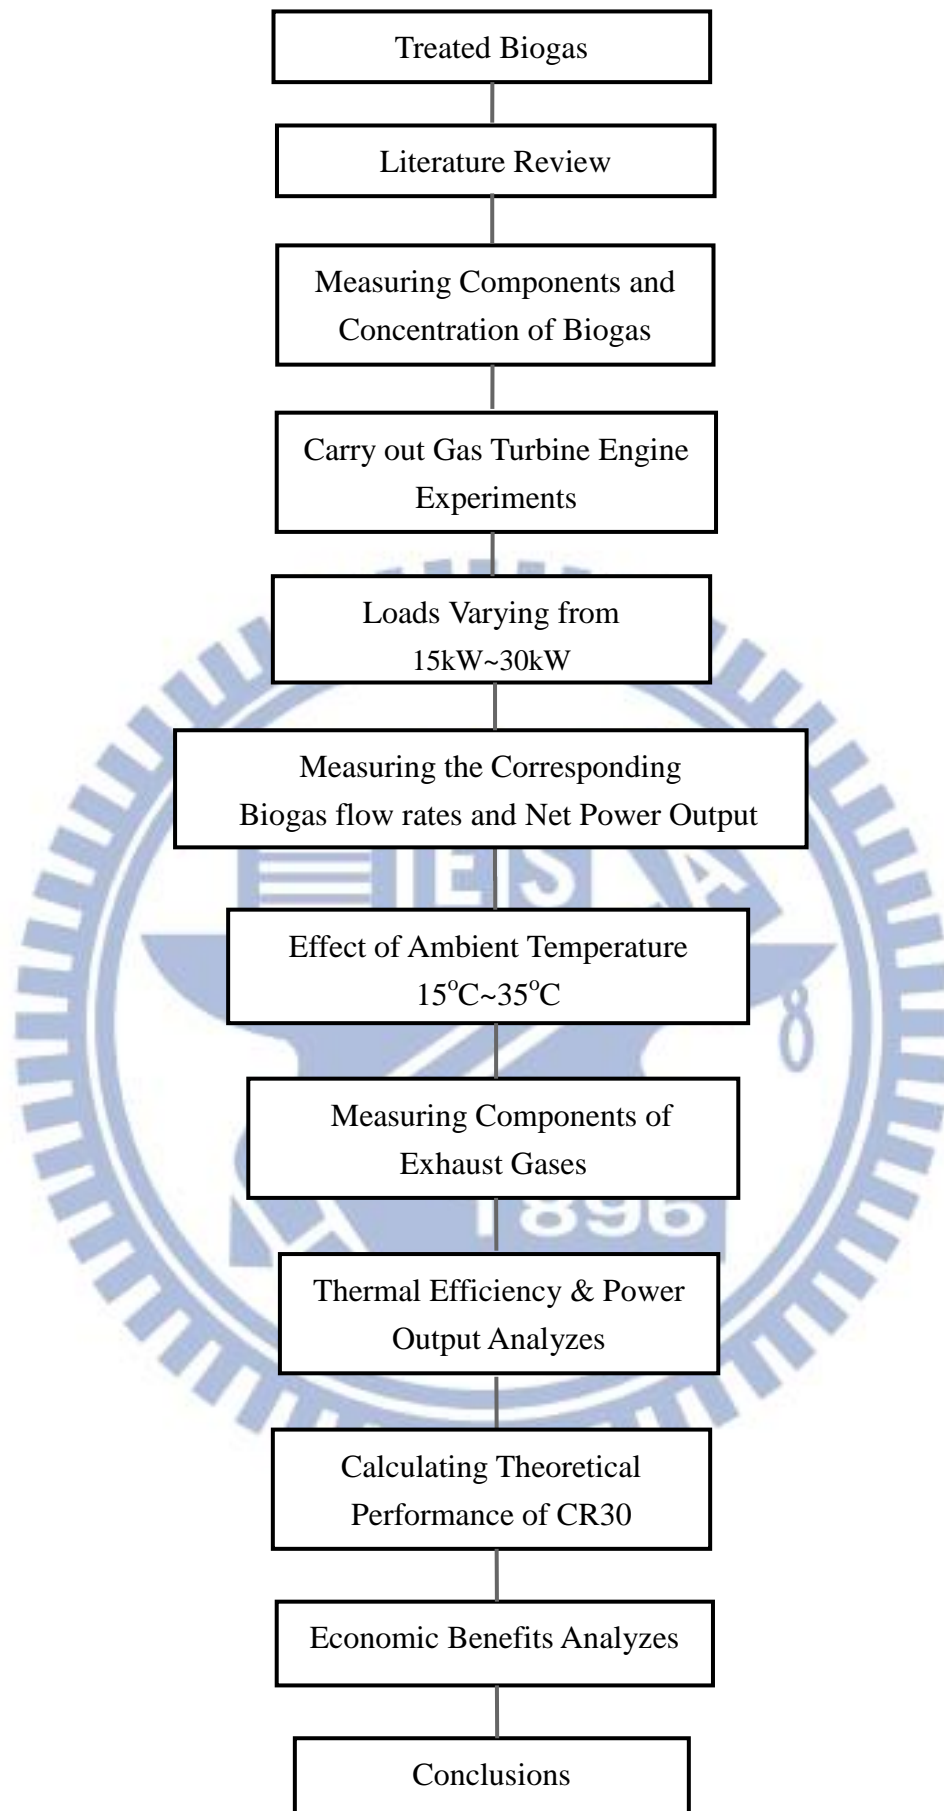 Treated Biogas
Literature Review
Measuring Components and
Concentration of Biogas
Carry out Gas Turbine Engine
Experiments
Loads Varying from
15kW~30kW
Measuring the Corresponding
Biogas flow rates and Net Power Output
E S A
Effect of Ambient Temperature
15°C~35°C
Measuring Components of
Exhaust Gases
1896
Thermal Efficiency & Power
Output Analyzes
Calculating Theoretical
Performance of CR30
Economic Benefits Analyzes
Conclusions